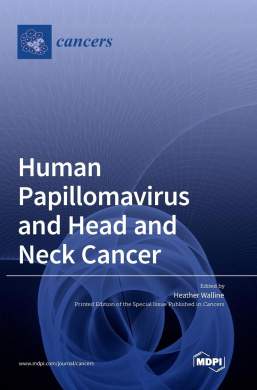 cancers
Human
Papillomavirus
and Head and
Neck Cancer
Edited by
Heather Walline
Printed Edition of the Special Issue Published in Cancers
www.mdpi.com/journal/cancers
MDPI